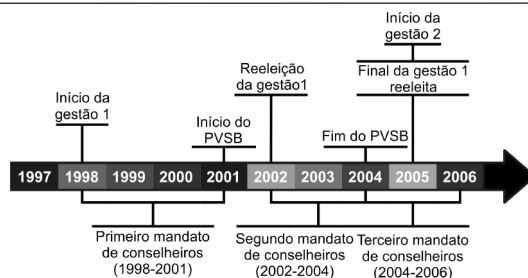 Início da
gestão 2
Reeleição
da gestão1
Final da gestão 1
reeleita
Início da
gestão 1
Início do
PVSB
Fim do PVSB
1997 1998 1999 2000 2001 2002 2003 2004 2005 2006
Primeiro mandato
de conselheiros
(1998-2001)
Segundo mandato
de conselheiros
(2002-2004)
Terceiro mandato
de conselheiros
(2004-2006)